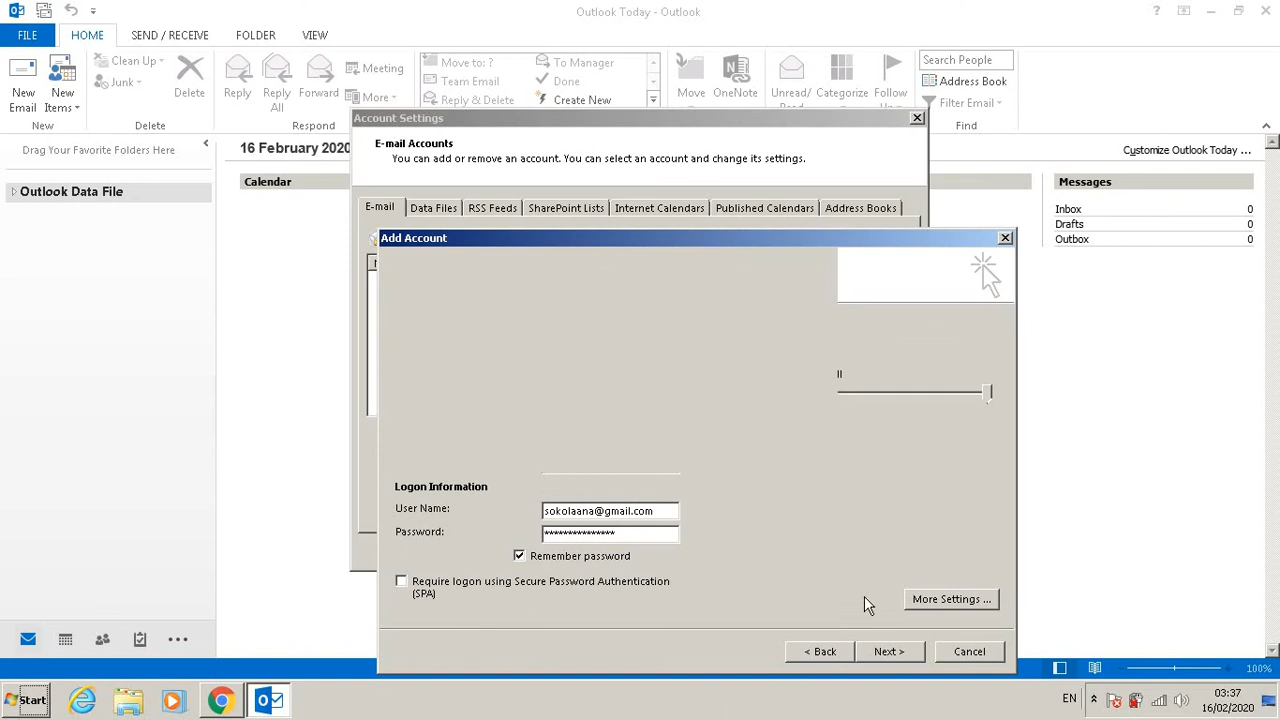 Outlook Today - Outlook
FILE HOME SEND / RECEIVE FOLDER VIEW
New Email
New Items
Clean Up
Junk
Delete
Reply
Reply All
Forward
Meeting
More
Move to: ?
Team Email
Reply & Delete
To Manager
Done
Create New
Move
OneNote
Unread/
Categorize
Follow
Search People
Address Book
Filter Email
New Delete Respond Find
Drag Your Favorite Folders Here
Outlook Data File
16 February 2020
Customize Outlook Today ...
Calendar
Messages
Inbox 0
Drafts 0
Outbox 0
Account Settings
E-mail Accounts
You can add or remove an account. You can select an account and change its settings.
E-mail Data Files RSS Feeds SharePoint Lists Internet Calendars Published Calendars Address Books
Add Account
Logon Information
User Name: sokolaana@gmail.com
Password: ***************
Remember password
Require logon using Secure Password Authentication
(SPA)
More Settings ...
< Back Next > Cancel
100%
Start
EN
03:37
16/02/2020